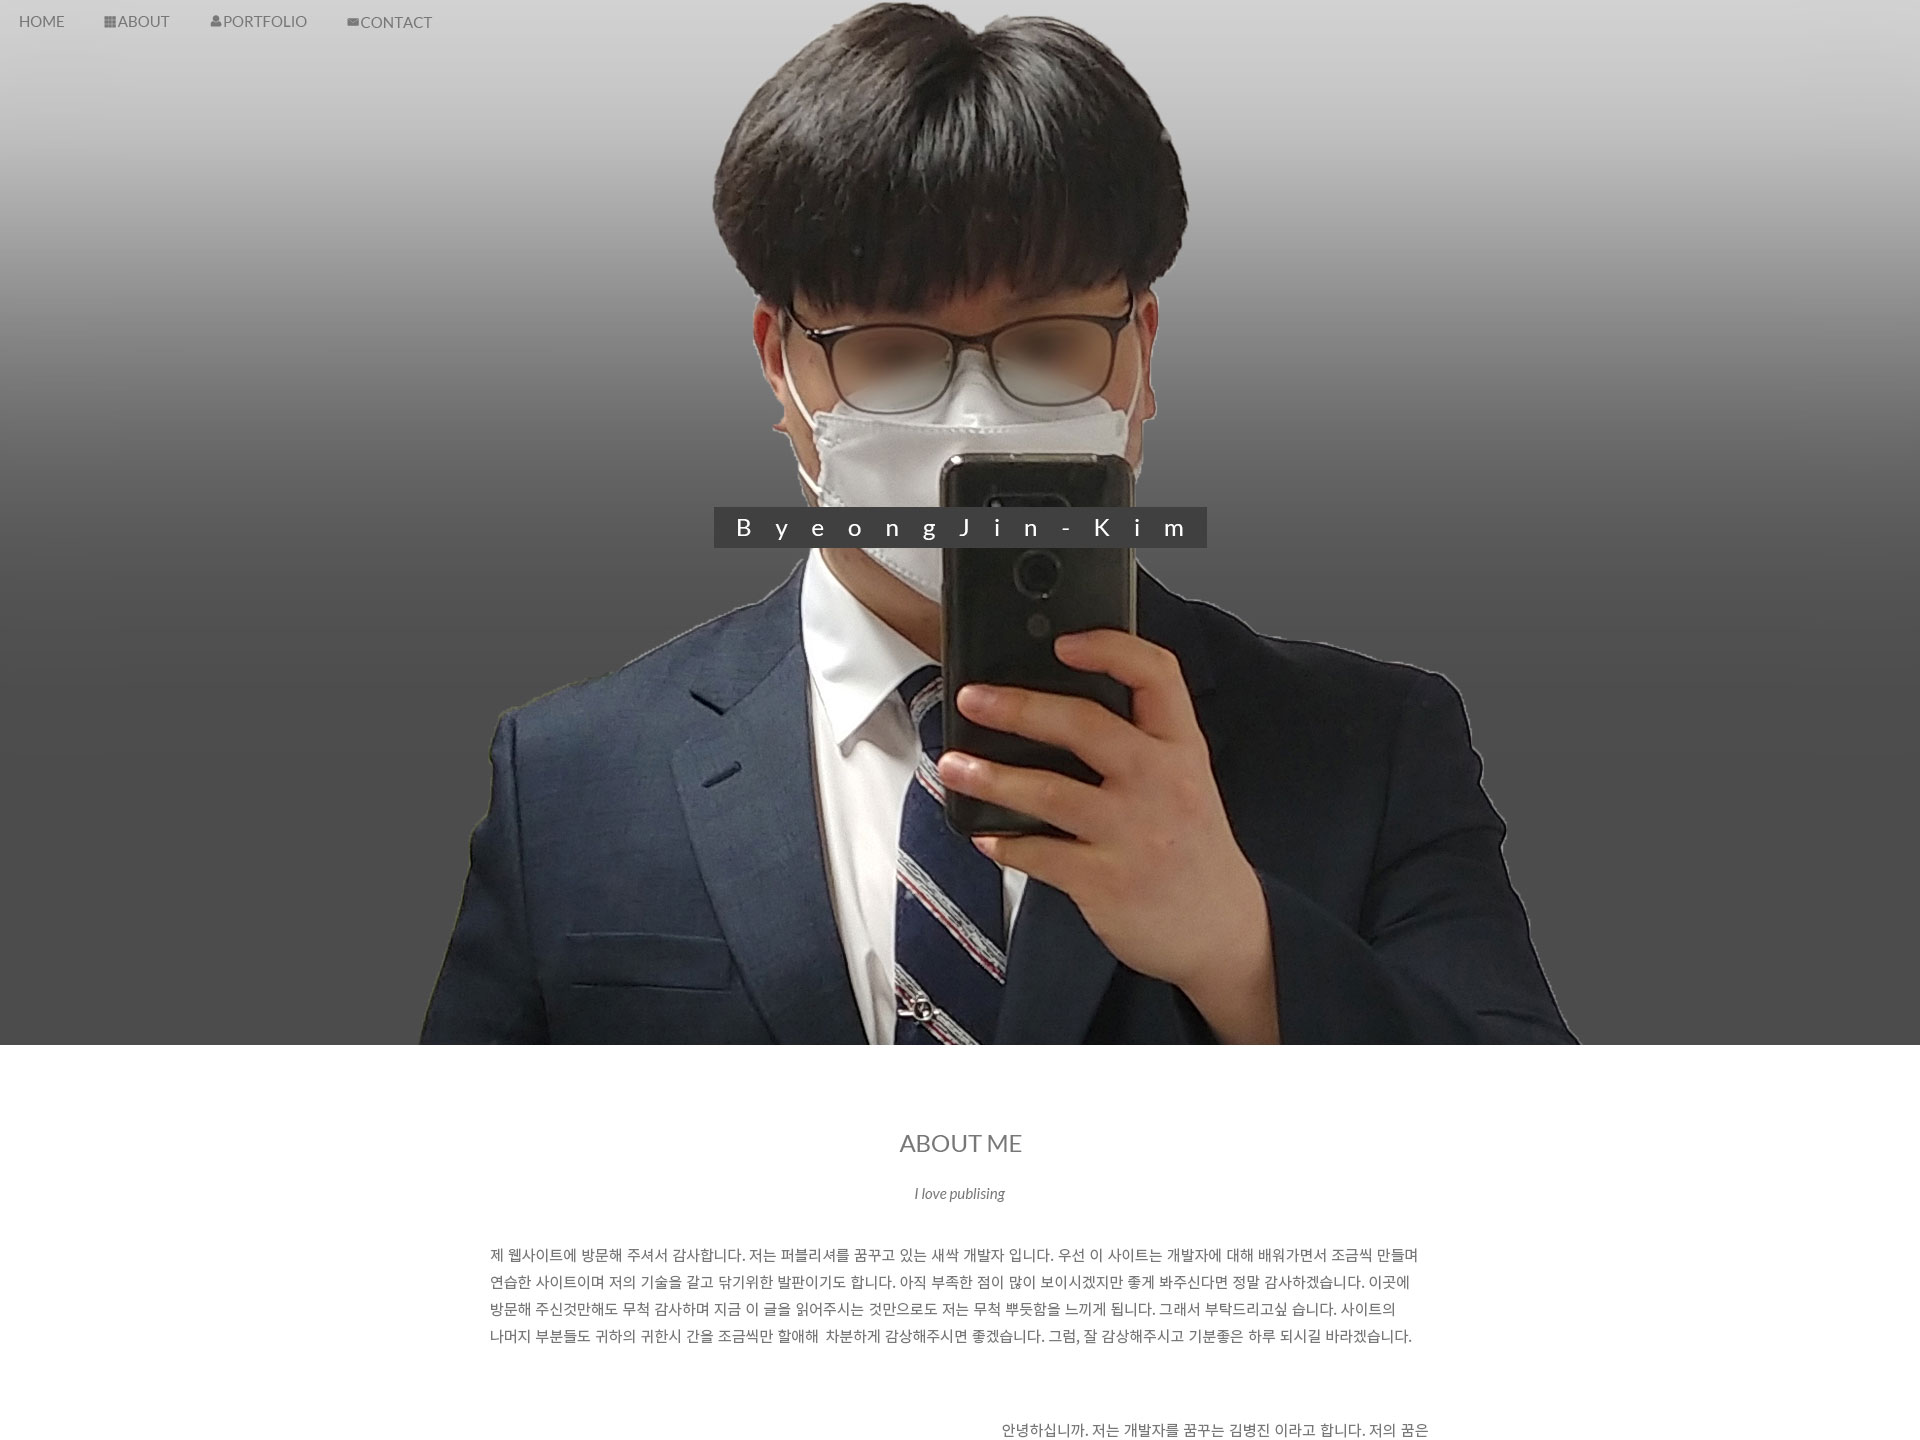 HOME ABOUT PORTFOLIO CONTACT
ByeongJin-Kim
ABOUT ME
I love publising
제 웹사이트에 방문해 주셔서 감사합니다. 저는 퍼블리셔를 꿈꾸고 있는 새싹 개발자 입니다. 우선 이 사이트는 개발자에 대해 배워가면서 조금씩 만들며
연습한 사이트이며 저의 기술을 갈고 닦기위한 발판이기도 합니다. 아직 부족한 점이 많이 보이시겠지만 좋게 봐주신다면 정말 감사하겠습니다. 이곳에
방문해 주신것만해도 무척 감사하며 지금 이 글을 읽어주시는 것만으로도 저는 무척 뿌듯함을 느끼게 됩니다. 그래서 부탁드리고싶 습니다. 사이트의
나머지 부분들도 귀하의 귀한시 간을 조금씩만 할애해 차분하게 감상해주시면 좋겠습니다. 그럼, 잘 감상해주시고 기분좋은 하루 되시길 바라겠습니다.
안녕하십니까. 저는 개발자를 꿈꾸는 김병진 이라고 합니다. 저의 꿈은